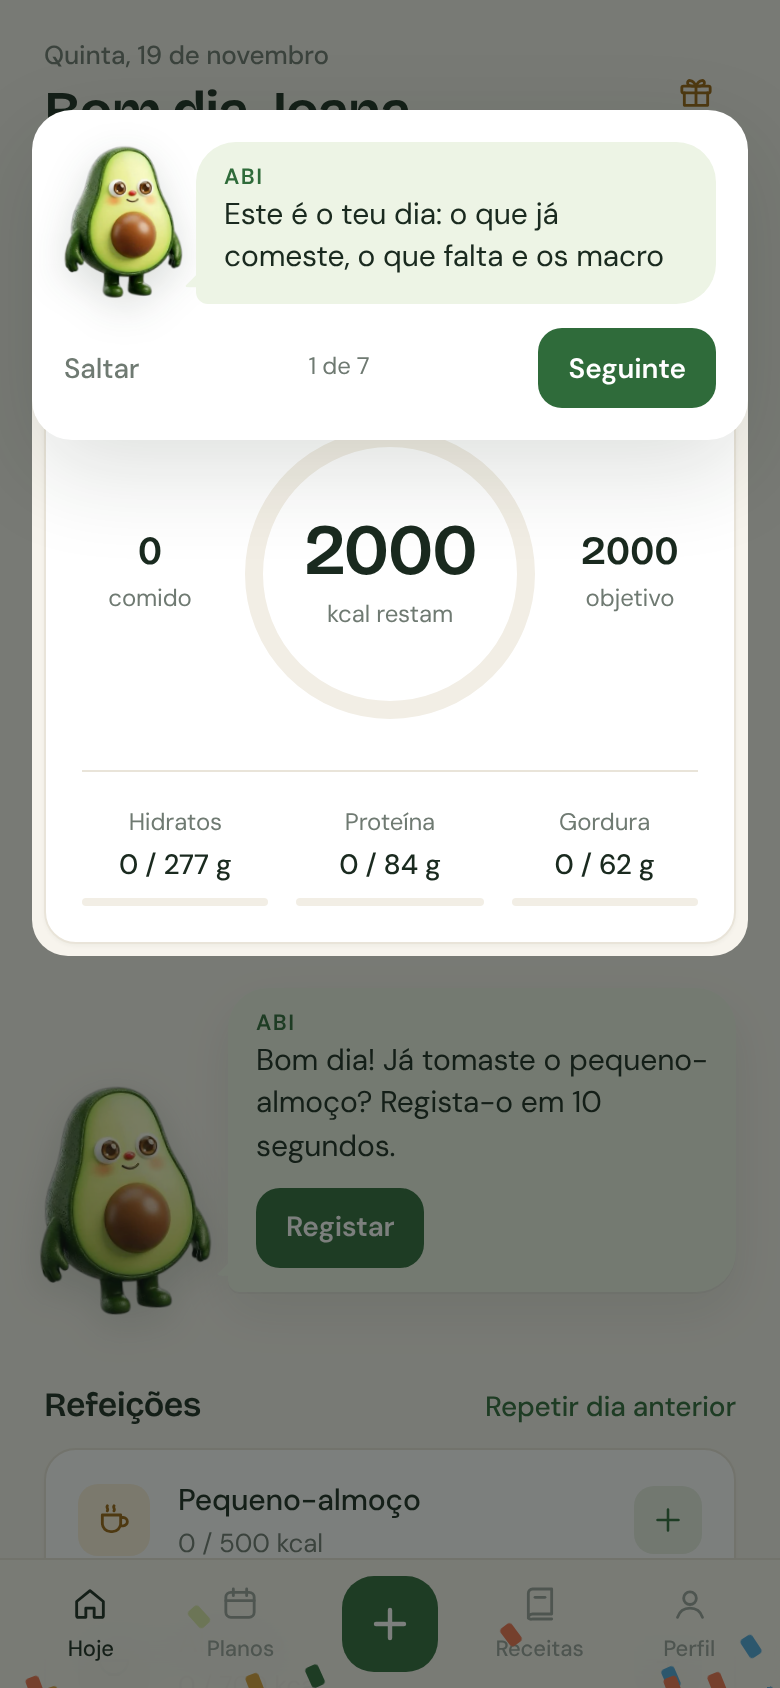 Quinta, 19 de novembro
Bom dia, Joana
ABI
Este é o teu dia: o que já
comeste, o que falta e os macro
Saltar
1 de 7
Seguinte
0
comido
2000
kcal restam
2000
objetivo
Hidratos
0 / 277 g
Proteína
0 / 84 g
Gordura
0 / 62 g
ABI
Bom dia! Já tomaste o pequeno-
almoço? Regista-o em 10
segundos.
Registar
Refeições
Repetir dia anterior
Pequeno-almoço
0 / 500 kcal
Hoje
Planos
Receitas
Perfil